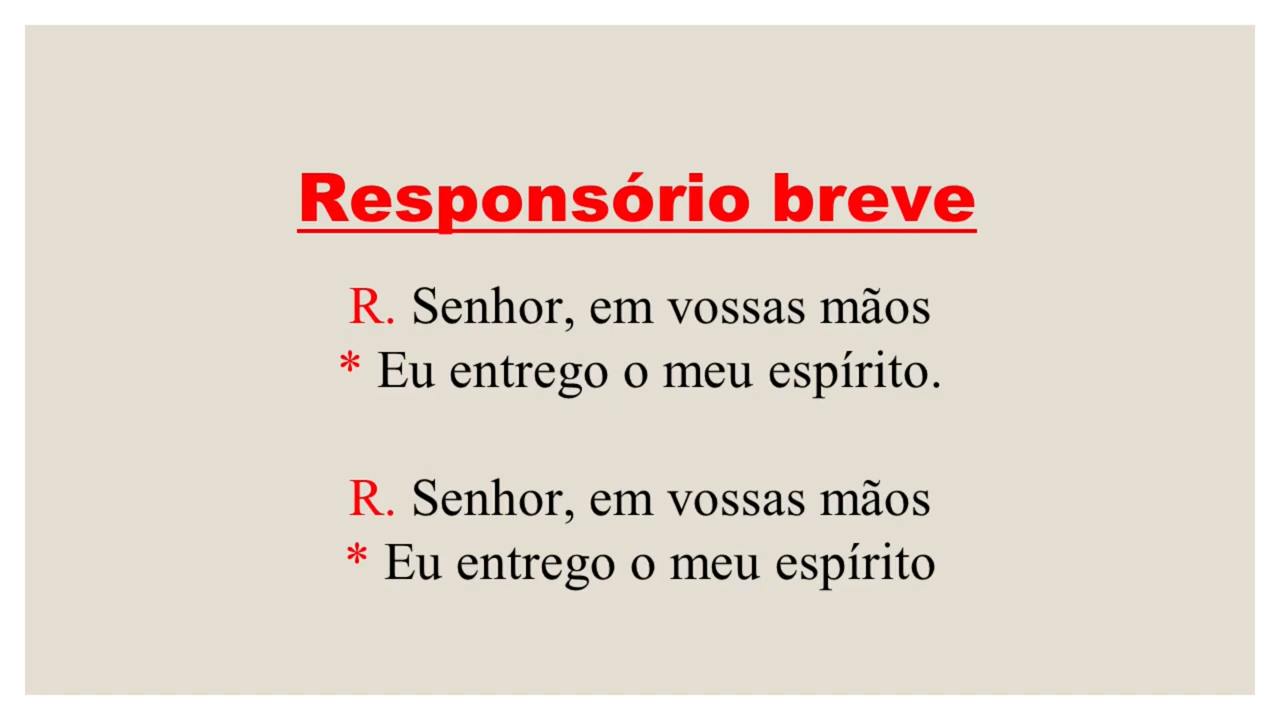 Responsório breve
R. Senhor, em vossas mãos
* Eu entrego o meu espírito.
R. Senhor, em vossas mãos
* Eu entrego o meu espírito